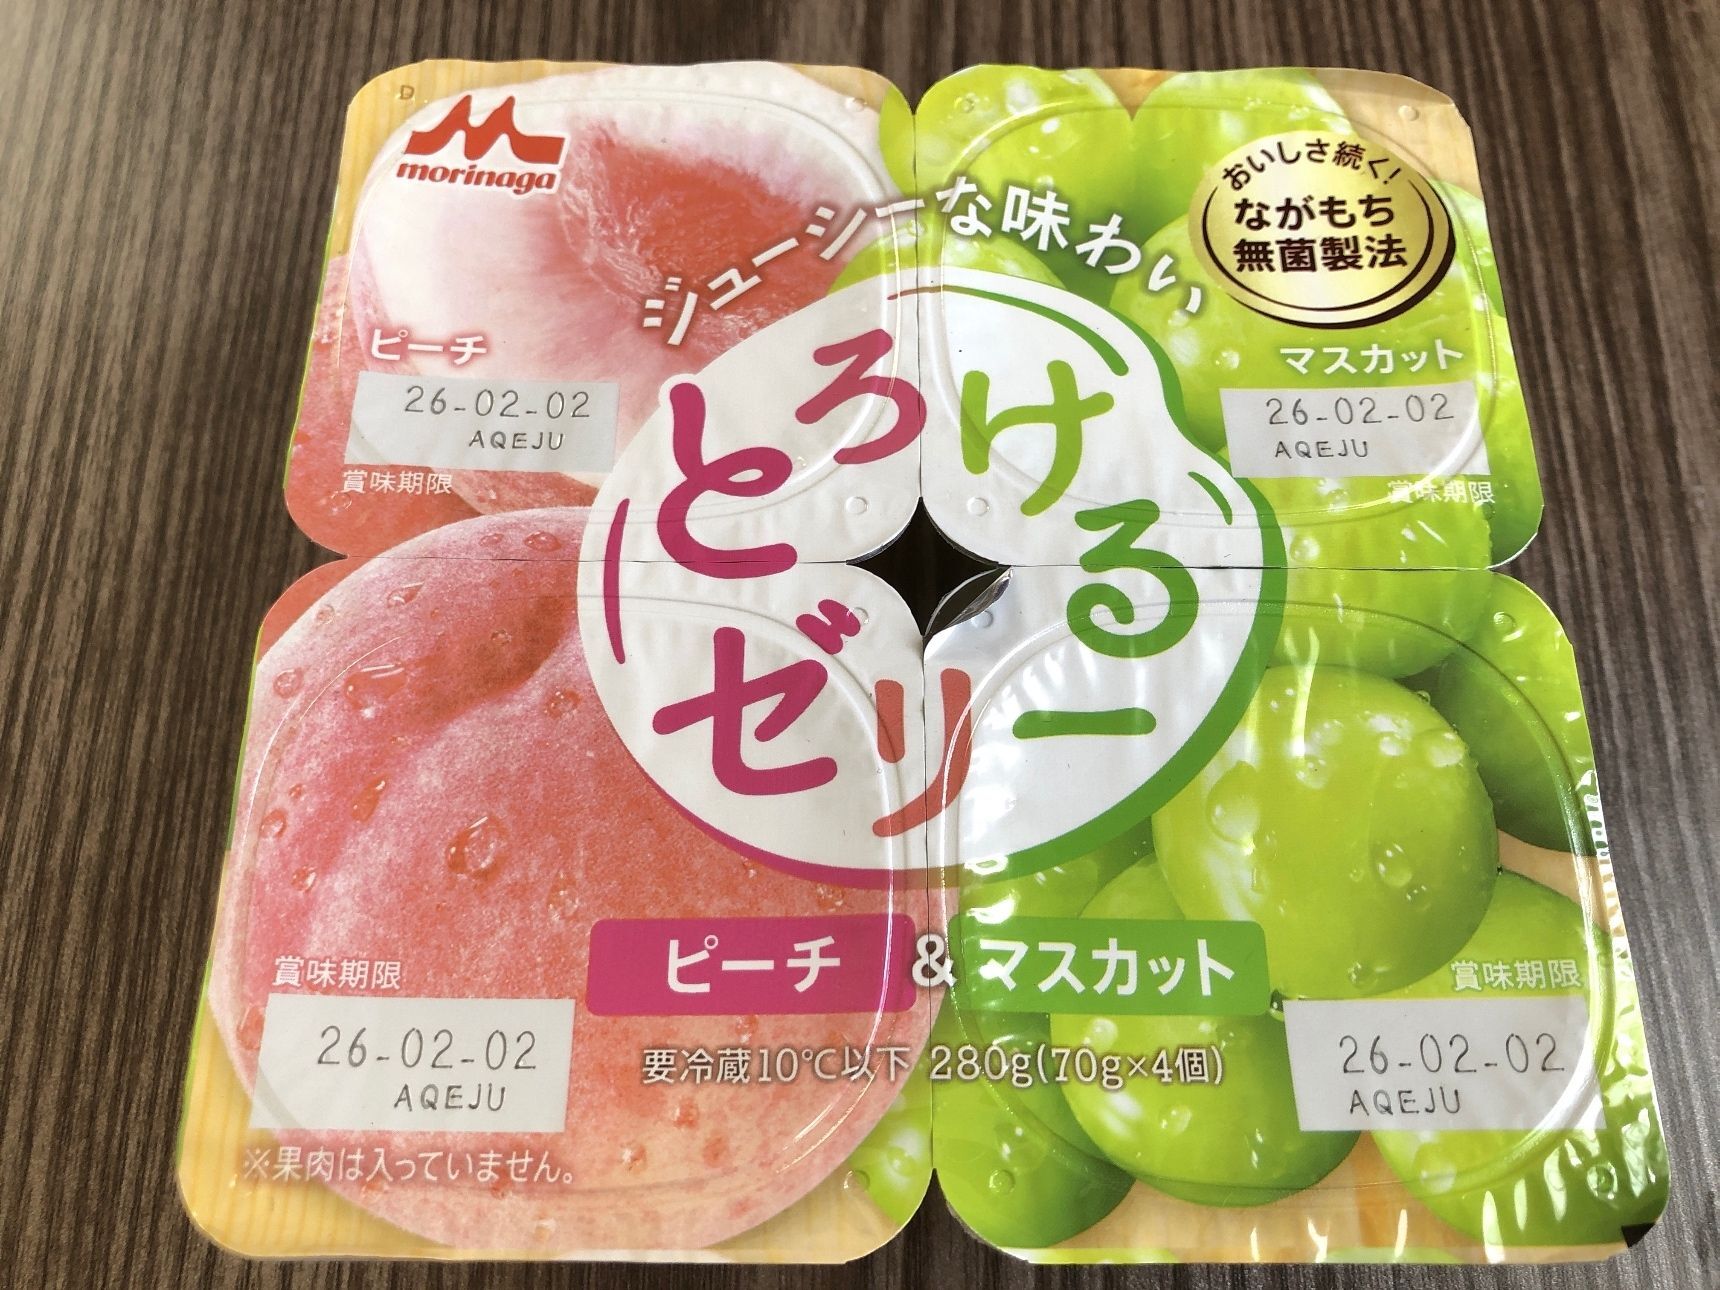 D
morinaga
ジューシーな味わい
おいしさ続く!
ながもち
無菌製法
ピーチ
26-02-02
AQEJU
賞味期限
マスカット
26-02-02
AQEJU
賞味期限
とろける
ゼリー
ピーチ & マスカット
要冷蔵10℃以下 280g(70g×4個)
賞味期限
26-02-02
AQEJU
※果肉は入っていません。
賞味期限
26-02-02
AQEJU